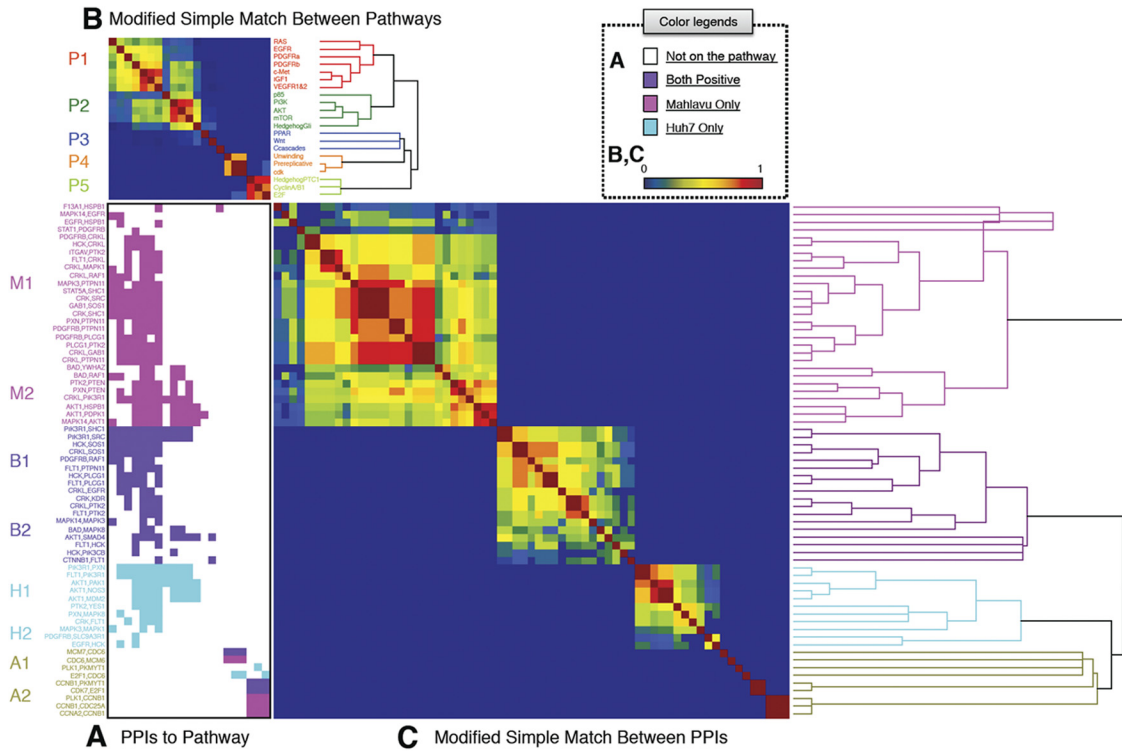 B Modified Simple Match Between Pathways
Color legends
A
Not on the pathway
Both Positive
Mahlavu Only
Huh7 Only
B,C
0 1
P1
P2
P3
P4
P5
RAS
EGFR
PDGFRa
PDGFRb
c-Met
IGF1
VEGFR1&2
p85
Pi3K
AKT
mTOR
HedgehogGli
PPAR
Wnt
Ccascades
Unwinding
Prereplicative
cdk
HedgehogPTC1
CyclinA/B1
E2F
M1
M2
B1
B2
H1
H2
A1
A2
F13A1,HSPB1
MAPK14,EGFR
EGFR,HSPB1
STAT1,PDGFRB
PDGFRB,CRKL
HCK,CRKL
ITGAV,PTK2
FLT1,CRKL
CRKL,MAPK1
CRKL,RAF1
MAPK3,PTPN11
STAT5A,SHC1
CRK,SRC
GAB1,SOS1
CRK,SHC1
PXN,PTPN11
PDGFRB,PTPN11
PDGFRB,PLCG1
PLCG1,PTK2
CRKL,GAB1
CRKL,PTPN11
BAD,YWHAZ
BAD,RAF1
PTK2,PTEN
PXN,PTEN
CRKL,PIK3R1
AKT1,HSPB1
AKT1,PDPK1
MAPK14,AKT1
PIK3R1,SHC1
PIK3R1,SRC
HCK,SOS1
CRKL,SOS1
PDGFRB,RAF1
FLT1,PTPN11
HCK,PLCG1
FLT1,PLCG1
CRKL,EGFR
CRK,KDR
CRKL,PTK2
FLT1,PTK2
MAPK14,MAPK3
BAD,MAPK8
AKT1,SMAD4
FLT1,HCK
HCK,PIK3CB
CTNNB1,FLT1
PIK3R1,PXN
FLT1,PIK3R1
AKT1,PAK1
AKT1,NOS3
AKT1,MDM2
PTK2,YES1
PXN,MAPK8
CRK,FLT1
MAPK3,MAPK1
PDGFRB,SLC9A3R1
EGFR,HCK
MCM7,CDC6
CDC6,MCM6
PLK1,PKMYT1
E2F1,CDC6
CCNB1,PKMYT1
CDK7,E2F1
PLK1,CCNB1
CCNB1,CDC25A
CCNA2,CCNB1
A PPIs to Pathway
C Modified Simple Match Between PPIs